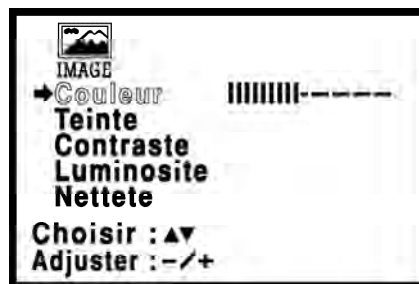 IMAGE
➡Couleur
Teinte
Contraste
Luminosite
Nettete
Choisir : ▲▼
Adjuster : −/+